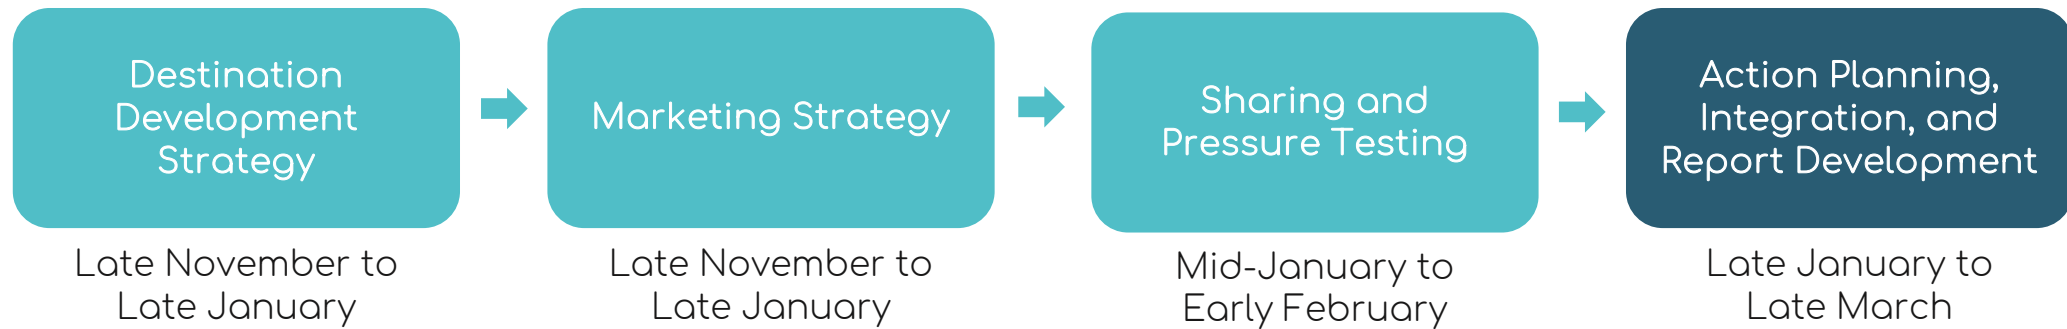 Destination
Development
Strategy
Late November to
Late January
Marketing Strategy
Late November to
Late January
Sharing and
Pressure Testing
Mid-January to
Early February
Action Planning,
Integration, and
Report Development
Late January to
Late March